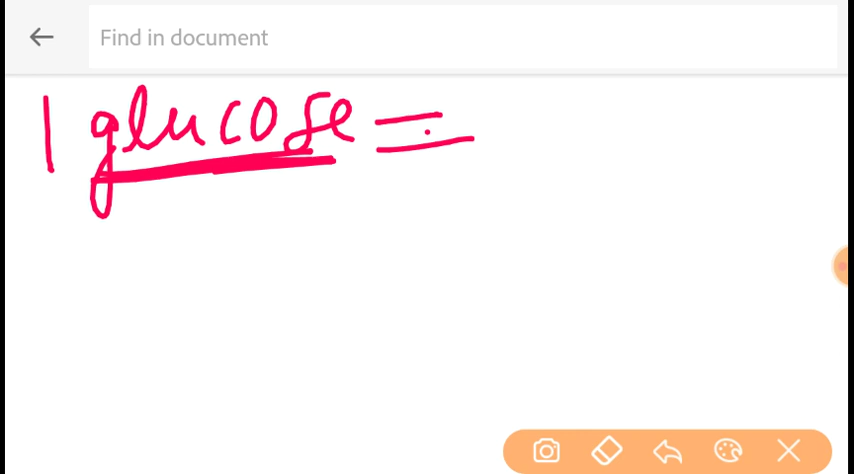 Find in document
1 glucose =